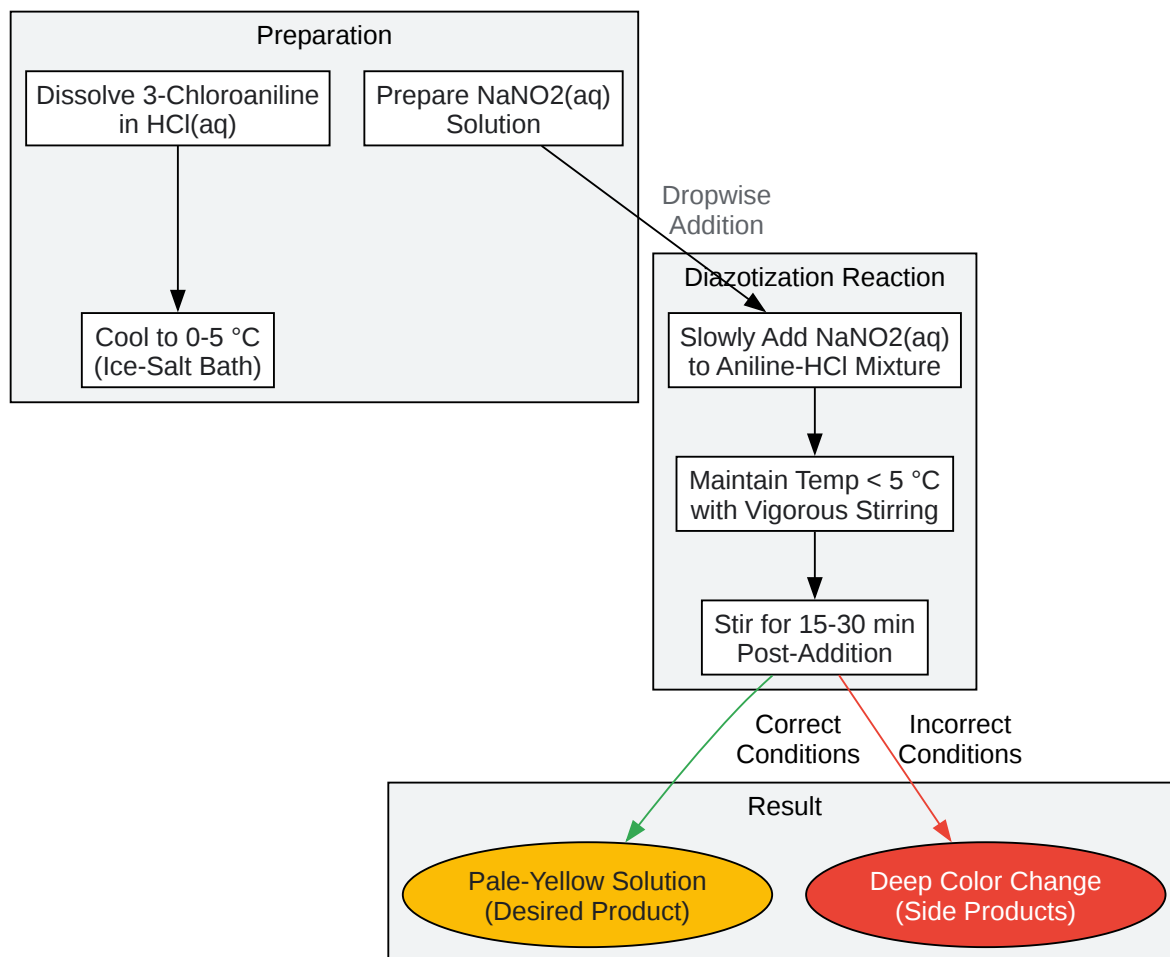 Preparation
Dissolve 3-Chloroaniline
in HCl(aq)
Prepare NaNO2(aq)
Solution
Cool to 0-5 °C
(Ice-Salt Bath)
Dropwise
Addition
Diazotization Reaction
Slowly Add NaNO2(aq)
to Aniline-HCl Mixture
Maintain Temp < 5 °C
with Vigorous Stirring
Stir for 15-30 min
Post-Addition
Correct
Conditions
Incorrect
Conditions
Result
Pale-Yellow Solution
(Desired Product)
Deep Color Change
(Side Products)